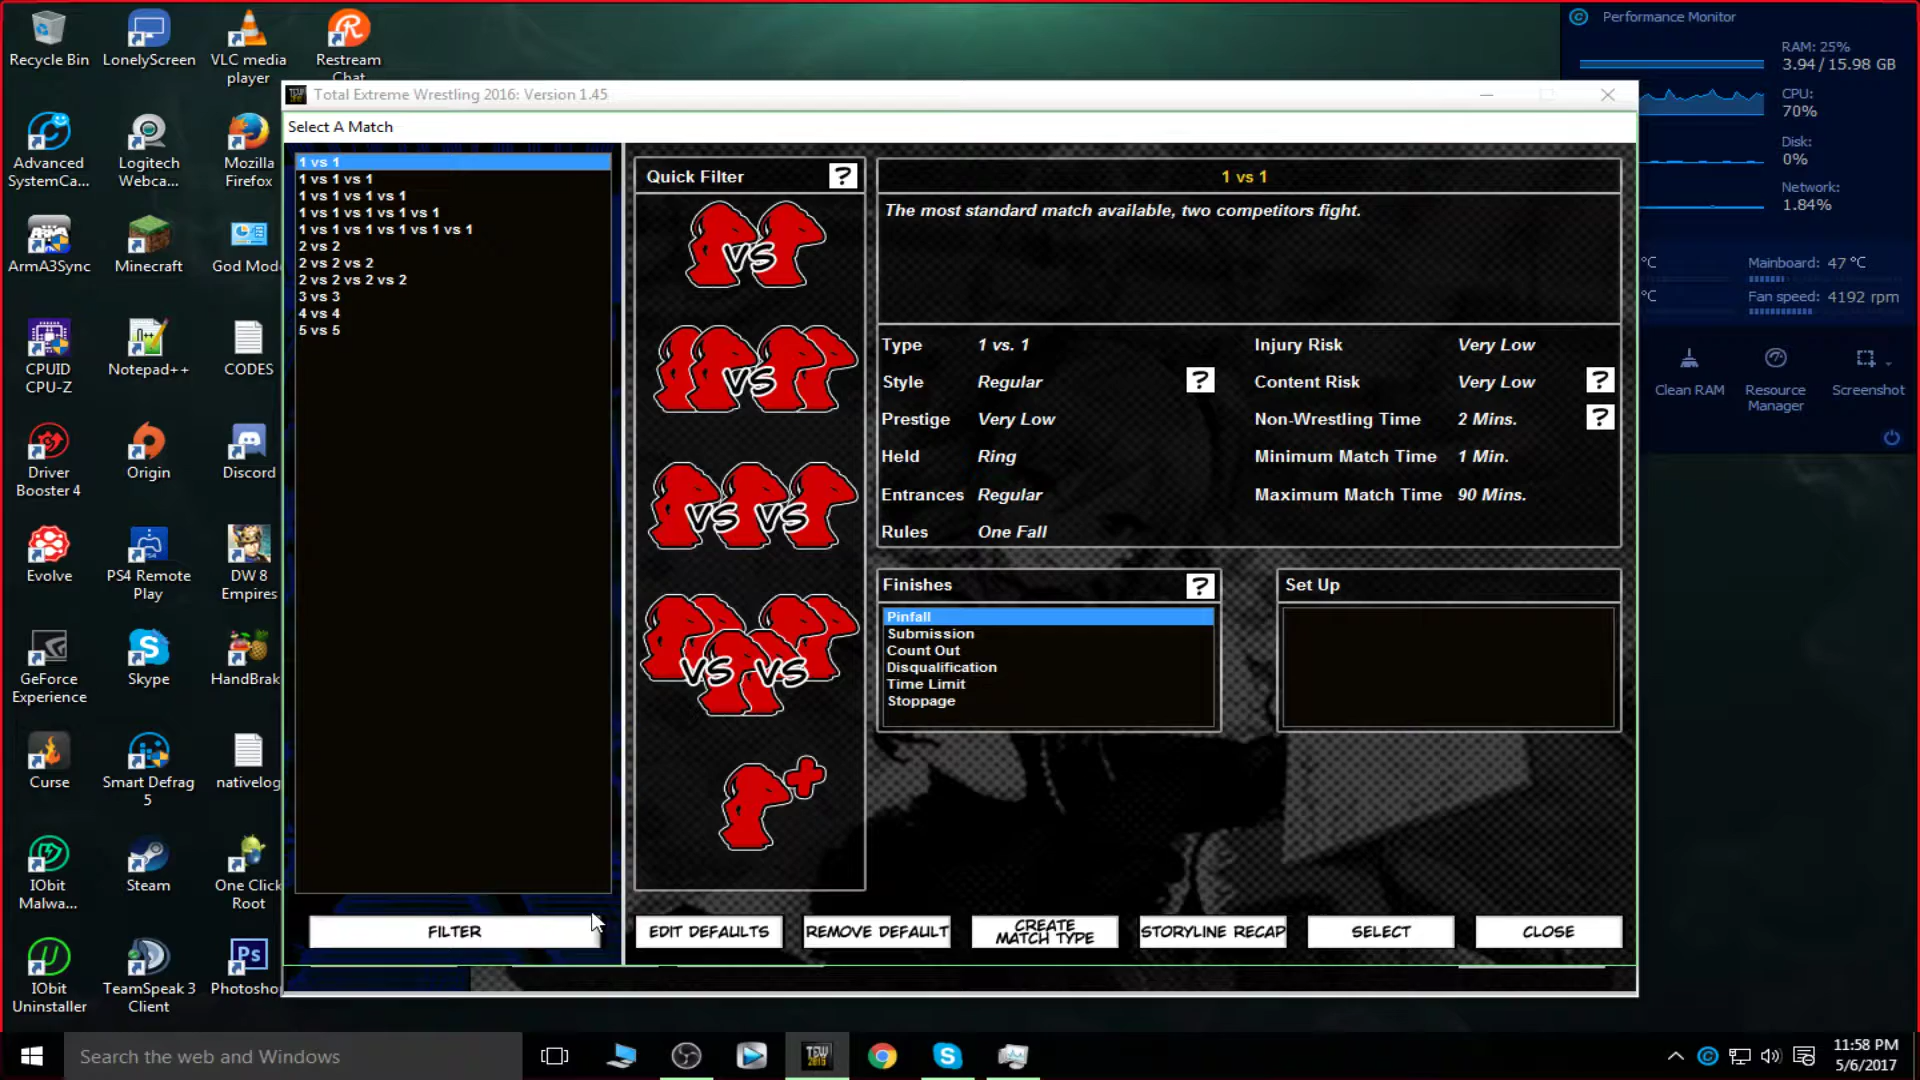 Recycle Bin
LonelyScreen
VLC media
player
Restream
Chat
Advanced
SystemCa...
Logitech
Webca...
Mozilla
Firefox
ArmA3Sync
Minecraft
God Mod
CPUID
CPU-Z
Notepad++
CODES
Driver
Booster 4
Origin
Discord
Evolve
PS4 Remote
Play
DW 8
Empires
GeForce
Experience
Skype
HandBrak
Curse
Smart Defrag
5
nativelog
IObit
Malwa...
Steam
One Click
Root
IObit
Uninstaller
TeamSpeak 3
Client
Ps
Photosho
Total Extreme Wrestling 2016: Version 1.45
Select A Match
1 vs 1
1 vs 1 vs 1
1 vs 1 vs 1 vs 1
1 vs 1 vs 1 vs 1 vs 1
1 vs 1 vs 1 vs 1 vs 1 vs 1
2 vs 2
2 vs 2 vs 2
2 vs 2 vs 2 vs 2
3 vs 3
4 vs 4
5 vs 5
FILTER
Quick Filter
?
VS
VS
VS VS
VS VS
1 vs 1
The most standard match available, two competitors fight.
Type 1 vs. 1
Style Regular ?
Prestige Very Low
Held Ring
Entrances Regular
Rules One Fall
Injury Risk Very Low
Content Risk Very Low ?
Non-Wrestling Time 2 Mins. ?
Minimum Match Time 1 Min.
Maximum Match Time 90 Mins.
Finishes ?
Pinfall
Submission
Count Out
Disqualification
Time Limit
Stoppage
Set Up
EDIT DEFAULTS
REMOVE DEFAULT
CREATE
MATCH TYPE
STORYLINE RECAP
SELECT
CLOSE
Performance Monitor
RAM: 25%
3.94 / 15.98 GB
CPU:
70%
Disk:
0%
Network:
1.84%
°C
Mainboard: 47 °C
°C
Fan speed: 4192 rpm
Clean RAM
Resource
Manager
Screenshot
Search the web and Windows
TEW
2016
11:58 PM
5/6/2017